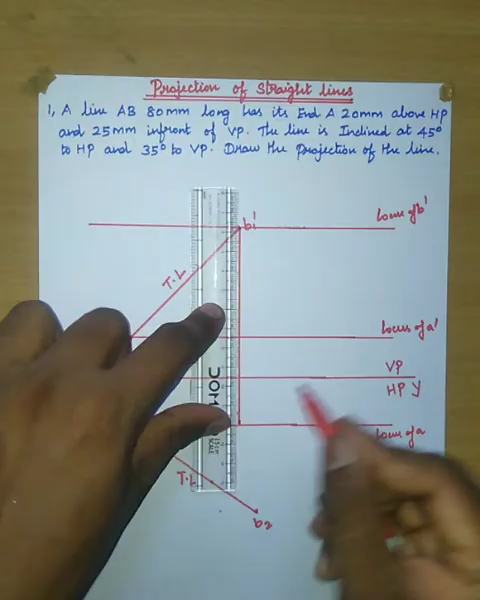 Projection of Straight lines
1, A line AB 80mm long has its End A 20mm above HP
and 25mm infront of VP. The line is Inclined at 45°
to HP and 35° to VP. Draw the Projection of the line.
locus of b'
b'
T.L
locus of a'
VP
HP y
locus of a
T.L
b2